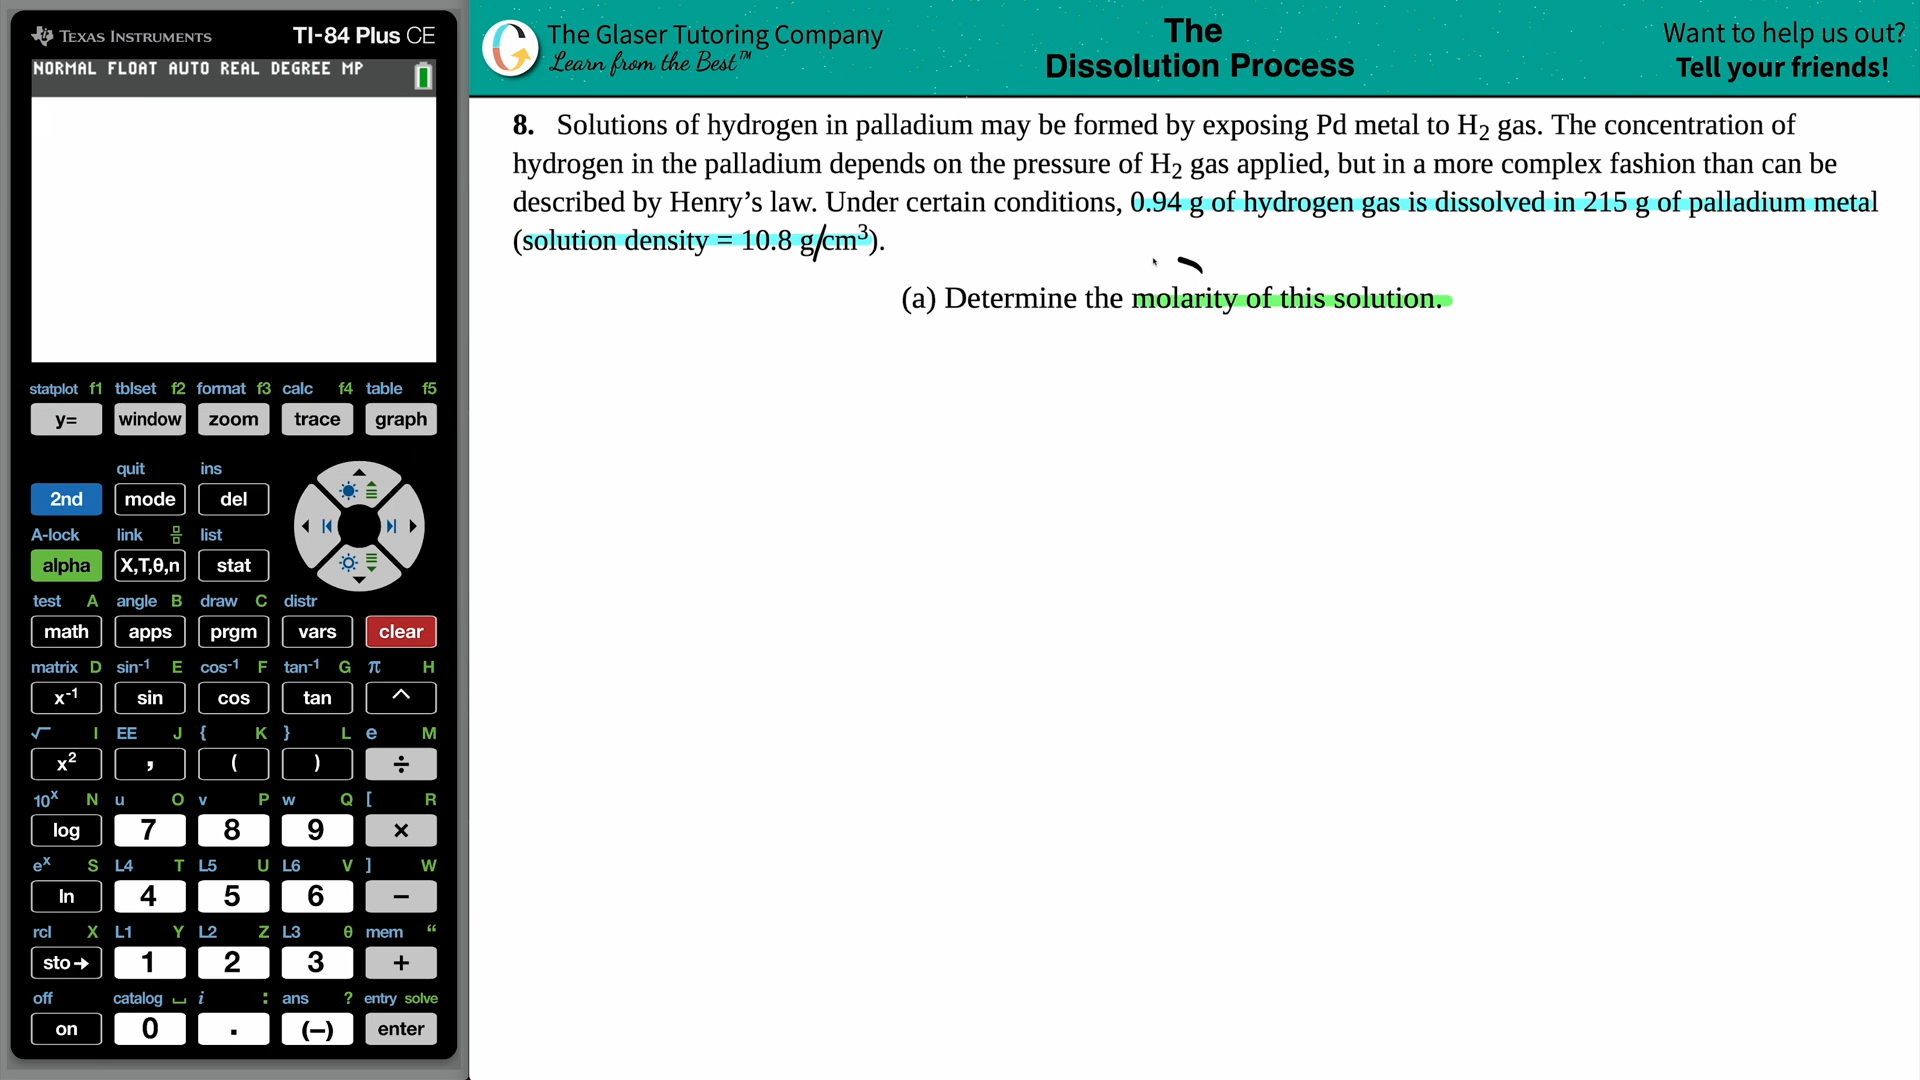 TEXAS INSTRUMENTS TI-84 Plus CE
NORMAL FLOAT AUTO REAL DEGREE MP
statplot f1 tblset f2 format f3 calc f4 table f5
y= window zoom trace graph
quit ins
2nd mode del
A-lock link list
alpha X,T,θ,n stat
test A angle B draw C distr
math apps prgm vars clear
matrix D sin⁻¹ E cos⁻¹ F tan⁻¹ G π H
x⁻¹ sin cos tan ^
√ I EE J { K } L e M
x² , ( ) ÷
10ˣ N u O v P w Q [ R
log 7 8 9 ×
eˣ S L4 T L5 U L6 V ] W
ln 4 5 6 −
rcl X L1 Y L2 Z L3 θ mem “
sto→ 1 2 3 +
off catalog ⎵ i : ans ? entry solve
on 0 . (−) enter
The Glaser Tutoring Company
Learn from the Best™
The
Dissolution Process
Want to help us out?
Tell your friends!
8. Solutions of hydrogen in palladium may be formed by exposing Pd metal to H₂ gas. The concentration of
hydrogen in the palladium depends on the pressure of H₂ gas applied, but in a more complex fashion than can be
described by Henry’s law. Under certain conditions, 0.94 g of hydrogen gas is dissolved in 215 g of palladium metal
(solution density = 10.8 g/cm³).
(a) Determine the molarity of this solution.